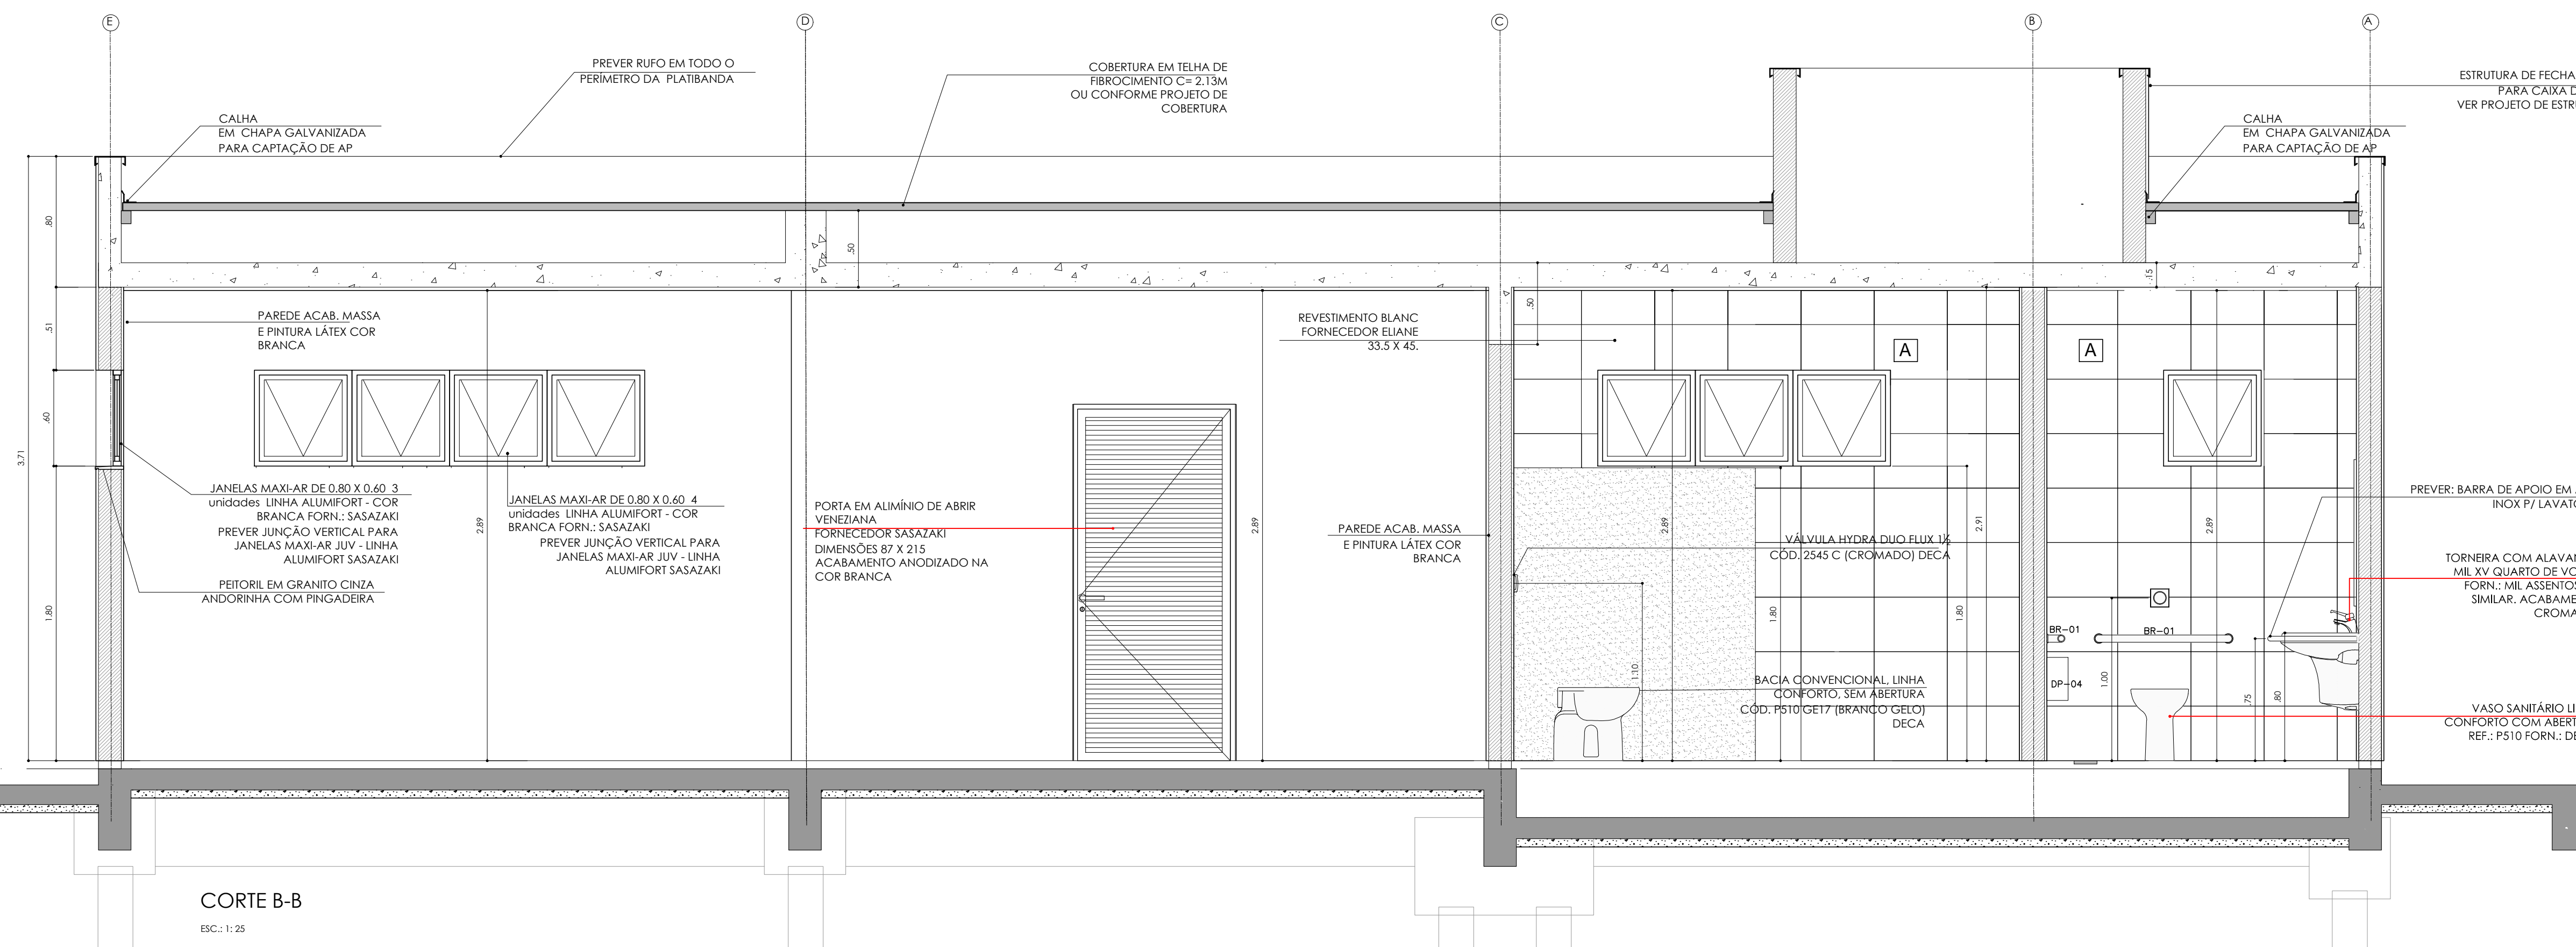 E
D
C
B
A
PREVER RUFO EM TODO O
PERÍMETRO DA PLATIBANDA
COBERTURA EM TELHA DE
FIBROCIMENTO C= 2.13M
OU CONFORME PROJETO DE
COBERTURA
ESTRUTURA DE FECHA
PARA CAIXA D
VER PROJETO DE ESTR
CALHA
EM CHAPA GALVANIZADA
PARA CAPTAÇÃO DE AP
CALHA
EM CHAPA GALVANIZADA
PARA CAPTAÇÃO DE AP
.80
.50
.15
.51
.50
PAREDE ACAB. MASSA
E PINTURA LÁTEX COR
BRANCA
REVESTIMENTO BLANC
FORNECEDOR ELIANE
33.5 X 45.
A
A
.60
3.71
JANELAS MAXI-AR DE 0.80 X 0.60 3
unidades LINHA ALUMIFORT - COR
BRANCA FORN.: SASAZAKI
PREVER JUNÇÃO VERTICAL PARA
JANELAS MAXI-AR JUV - LINHA
ALUMIFORT SASAZAKI
PEITORIL EM GRANITO CINZA
ANDORINHA COM PINGADEIRA
2.89
JANELAS MAXI-AR DE 0.80 X 0.60 4
unidades LINHA ALUMIFORT - COR
BRANCA FORN.: SASAZAKI
PREVER JUNÇÃO VERTICAL PARA
JANELAS MAXI-AR JUV - LINHA
ALUMIFORT SASAZAKI
PORTA EM ALIMÍNIO DE ABRIR
VENEZIANA
FORNECEDOR SASAZAKI
DIMENSÕES 87 X 215
ACABAMENTO ANODIZADO NA
COR BRANCA
2.89
PAREDE ACAB. MASSA
E PINTURA LÁTEX COR
BRANCA
2.89
2.91
2.89
VÁLVULA HYDRA DUO FLUX 1½
CÓD. 2545 C (CROMADO) DECA
PREVER: BARRA DE APOIO EM
INOX P/ LAVAT
TORNEIRA COM ALAVAN
MIL XV QUARTO DE VO
FORN.: MIL ASSENTOS
SIMILAR. ACABAME
CROMA
1.80
1.80
1.80
1.10
BR-01
BR-01
DP-04
1.00
.75
.80
BACIA CONVENCIONAL, LINHA
CONFORTO, SEM ABERTURA
CÓD. P510 GE17 (BRANCO GELO)
DECA
VASO SANITÁRIO LI
CONFORTO COM ABERT
REF.: P510 FORN.: DE
CORTE B-B
ESC.: 1: 25